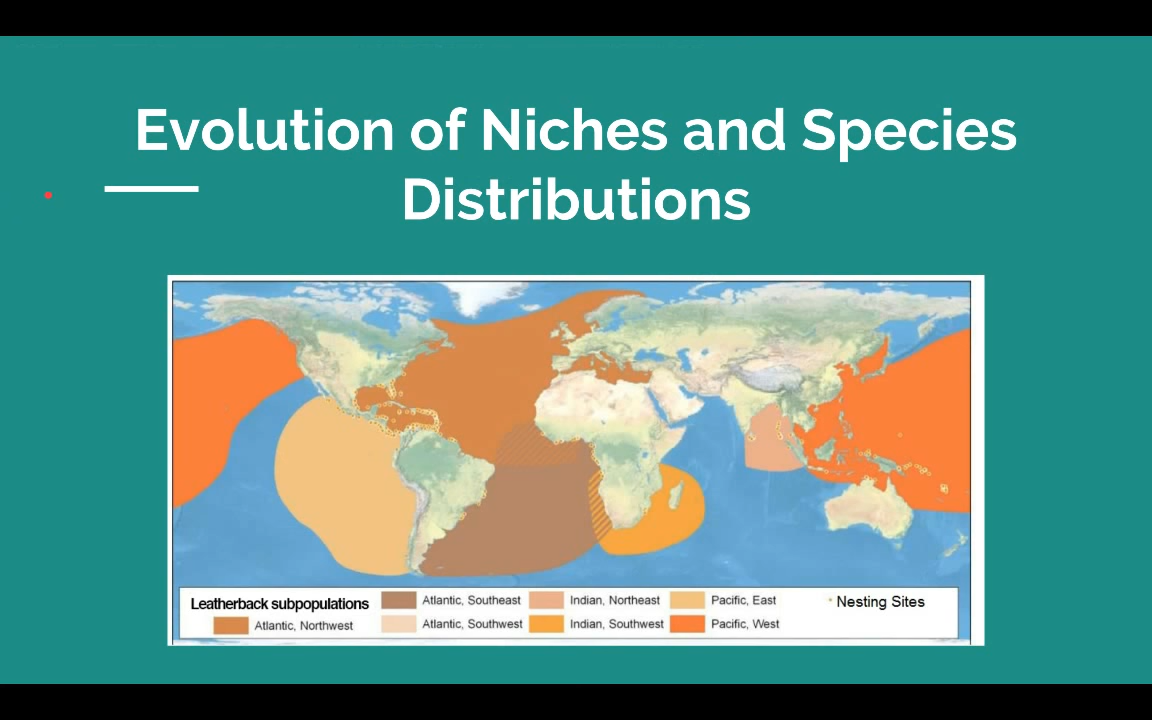 Evolution of Niches and Species
Distributions
Leatherback subpopulations
Atlantic, Northwest
Atlantic, Southeast
Atlantic, Southwest
Indian, Northeast
Indian, Southwest
Pacific, East
Pacific, West
Nesting Sites